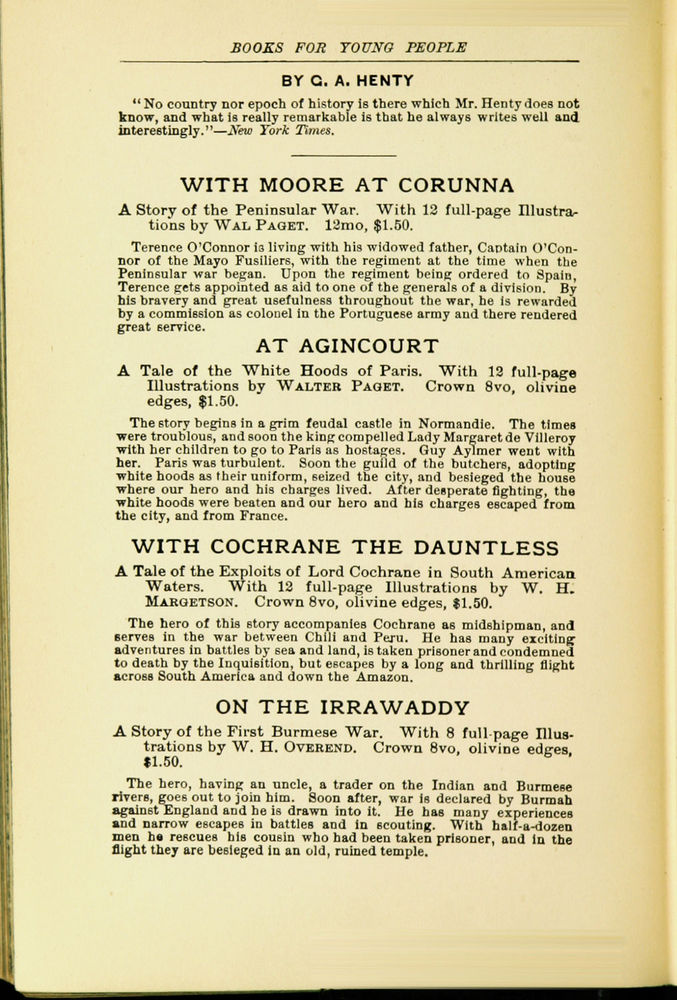 BOOKS FOR YOUNG PEOPLE
BY G. A. HENTY
"No country nor epoch of history is there which Mr. Henty does not
know, and what is really remarkable is that he always writes well and
interestingly."—New York Times.
WITH MOORE AT CORUNNA
A Story of the Peninsular War. With 12 full-page Illustra-
tions by WAL PAGET. 12mo, $1.50.
Terence O'Connor is living with his widowed father, Captain O'Con-
nor of the Mayo Fusiliers, with the regiment at the time when the
Peninsular war began. Upon the regiment being ordered to Spain,
Terence gets appointed as aid to one of the generals of a division. By
his bravery and great usefulness throughout the war, he is rewarded
by a commission as colonel in the Portuguese army and there rendered
great service.
AT AGINCOURT
A Tale of the White Hoods of Paris. With 12 full-page
Illustrations by WALTER PAGET. Crown 8vo, olivine
edges, $1.50.
The story begins in a grim feudal castle in Normandie. The times
were troublous, and soon the king compelled Lady Margaret de Villeroy
with her children to go to Paris as hostages. Guy Aylmer went with
her. Paris was turbulent. Soon the guild of the butchers, adopting
white hoods as their uniform, seized the city, and besieged the house
where our hero and his charges lived. After desperate fighting, the
white hoods were beaten and our hero and his charges escaped from
the city, and from France.
WITH COCHRANE THE DAUNTLESS
A Tale of the Exploits of Lord Cochrane in South American
Waters. With 12 full-page Illustrations by W. H.
MARGETSON. Crown 8vo, olivine edges, $1.50.
The hero of this story accompanies Cochrane as midshipman, and
serves in the war between Chili and Peru. He has many exciting
adventures in battles by sea and land, is taken prisoner and condemned
to death by the Inquisition, but escapes by a long and thrilling flight
across South America and down the Amazon.
ON THE IRRAWADDY
A Story of the First Burmese War. With 8 full-page Illus-
trations by W. H. OVEREND. Crown 8vo, olivine edges,
$1.50.
The hero, having an uncle, a trader on the Indian and Burmese
rivers, goes out to join him. Soon after, war is declared by Burmah
against England and he is drawn into it. He has many experiences
and narrow escapes in battles and in scouting. With half-a-dozen
men he rescues his cousin who had been taken prisoner, and in the
flight they are besieged in an old, ruined temple.